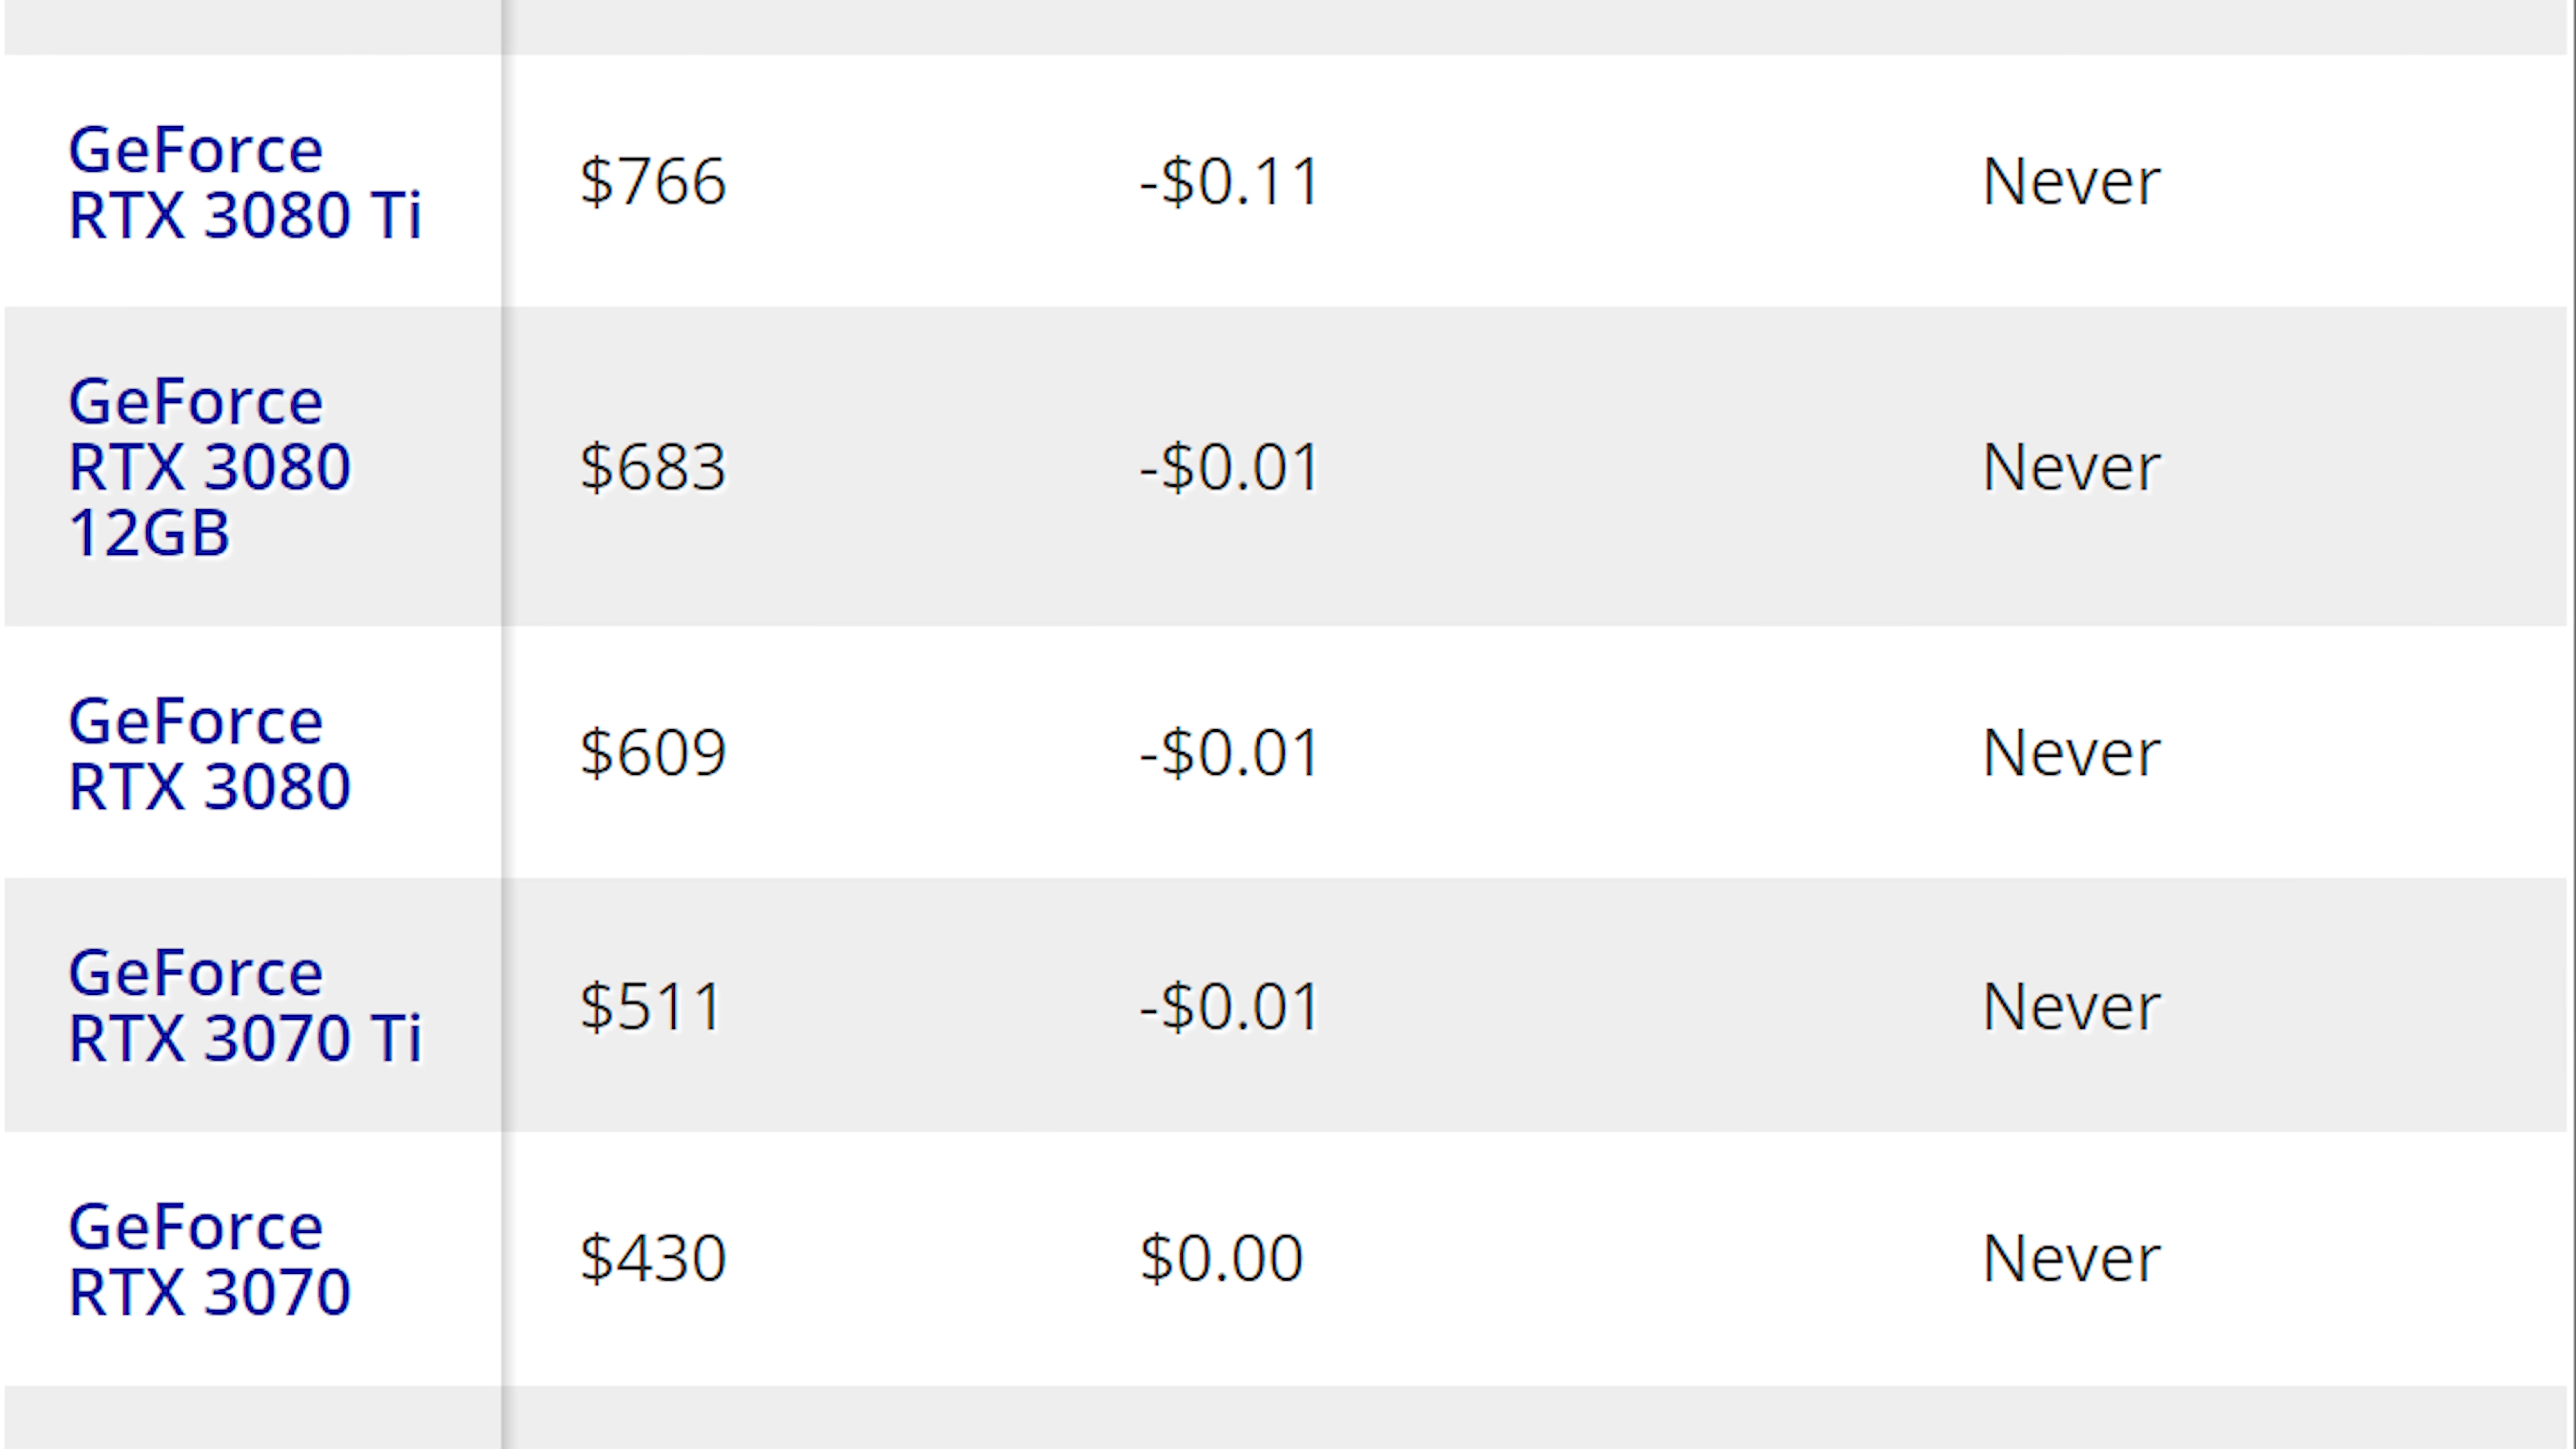 GeForce
RTX 3080 Ti
$766
-$0.11
Never
GeForce
RTX 3080
12GB
$683
-$0.01
Never
GeForce
RTX 3080
$609
-$0.01
Never
GeForce
RTX 3070 Ti
$511
-$0.01
Never
GeForce
RTX 3070
$430
$0.00
Never